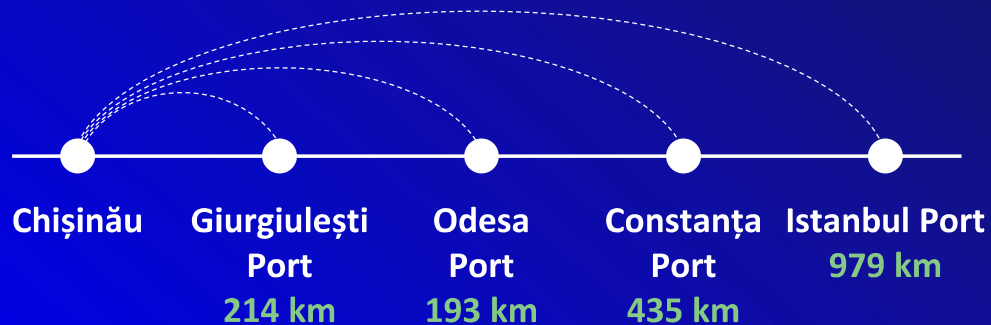 Chișinău
Giurgiulești
Port
214 km
Odesa
Port
193 km
Constanța
Port
435 km
Istanbul Port
979 km